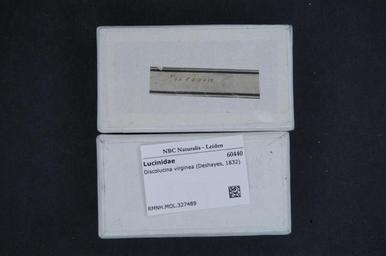 NBC Naturalis - Leiden
Lucinidae 60440
Discolucina virginea (Deshayes, 1832)
RMNH.MOL.327489